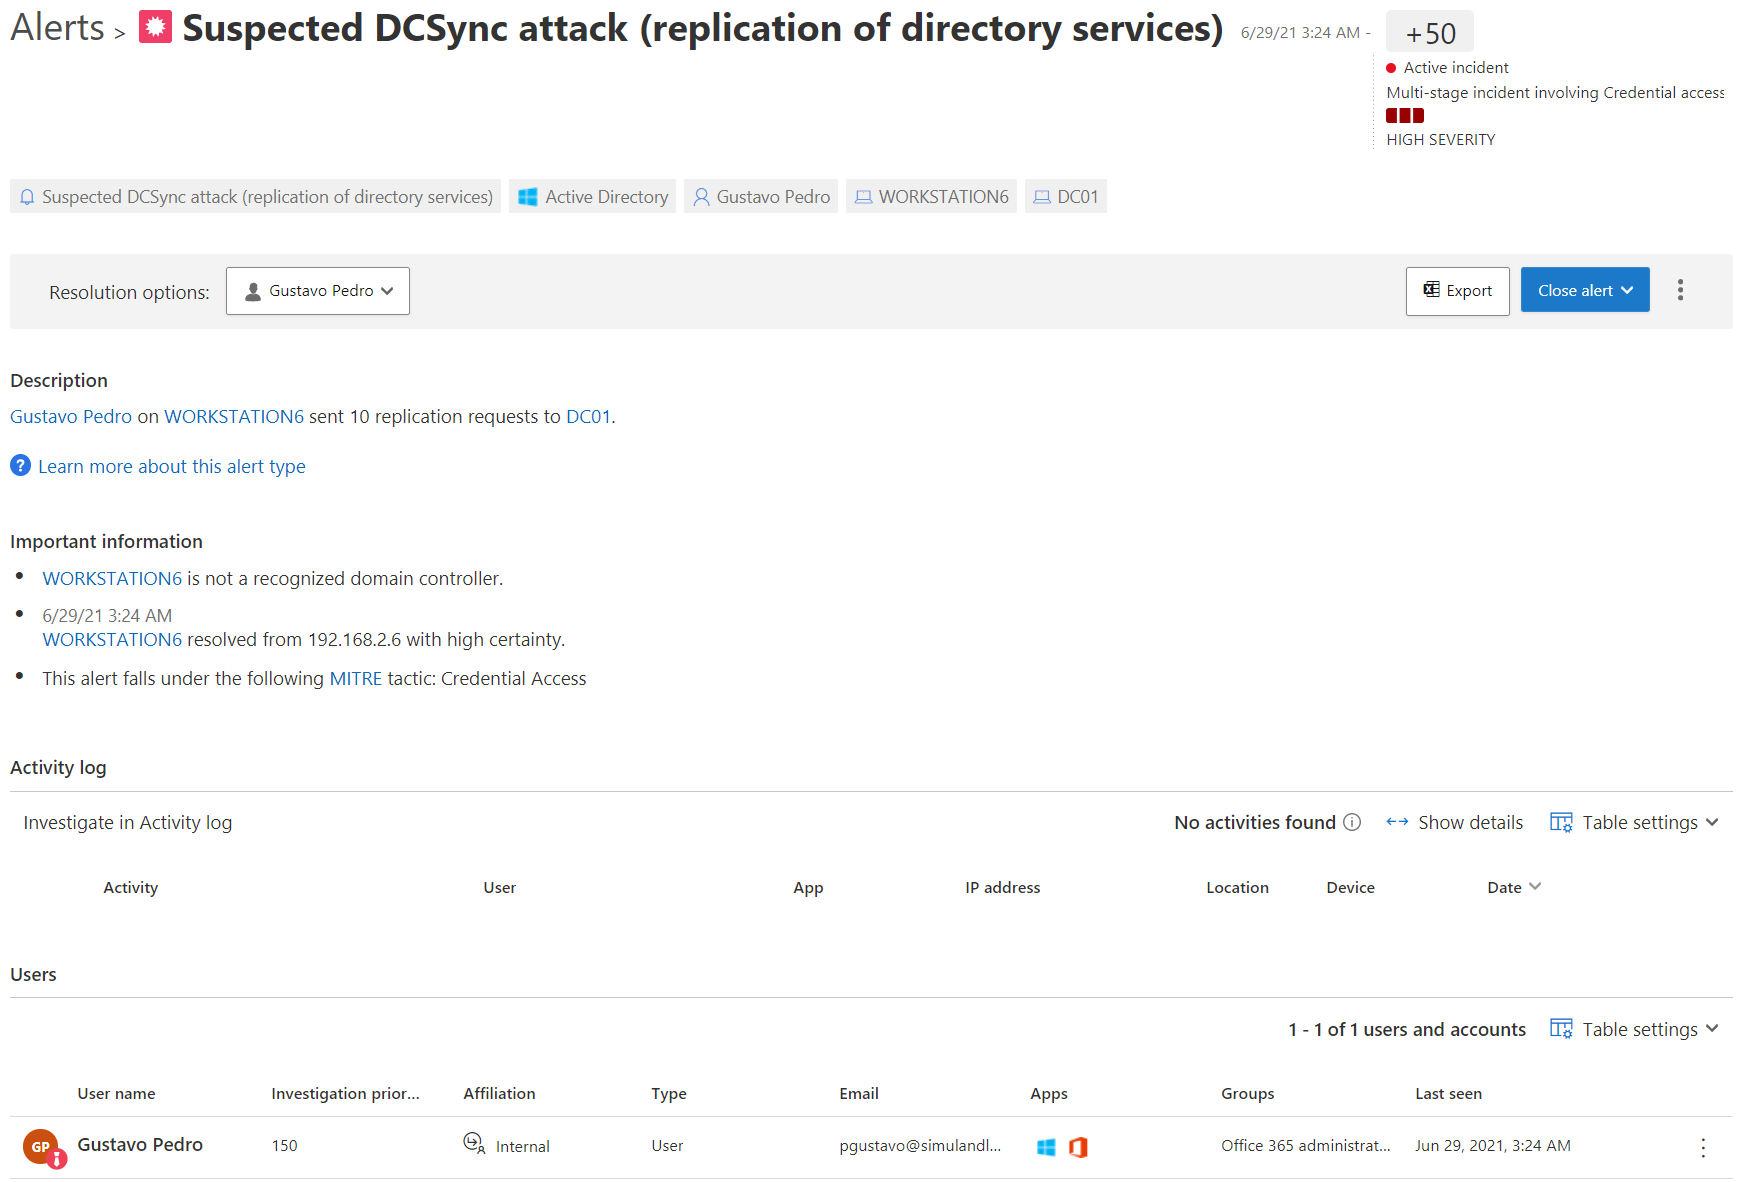 Alerts > Suspected DCSync attack (replication of directory services) 6/29/21 3:24 AM - +50
Active incident
Multi-stage incident involving Credential access
HIGH SEVERITY
Suspected DCSync attack (replication of directory services) Active Directory Gustavo Pedro WORKSTATION6 DC01
Resolution options: Gustavo Pedro Export Close alert
Description
Gustavo Pedro on WORKSTATION6 sent 10 replication requests to DC01.
? Learn more about this alert type
Important information
• WORKSTATION6 is not a recognized domain controller.
• 6/29/21 3:24 AM
WORKSTATION6 resolved from 192.168.2.6 with high certainty.
• This alert falls under the following MITRE tactic: Credential Access
Activity log
Investigate in Activity log No activities found Show details Table settings
Activity User App IP address Location Device Date
Users
1 - 1 of 1 users and accounts Table settings
User name Investigation prior... Affiliation Type Email Apps Groups Last seen
GP Gustavo Pedro 150 Internal User pgustavo@simulandl... Office 365 administrat... Jun 29, 2021, 3:24 AM